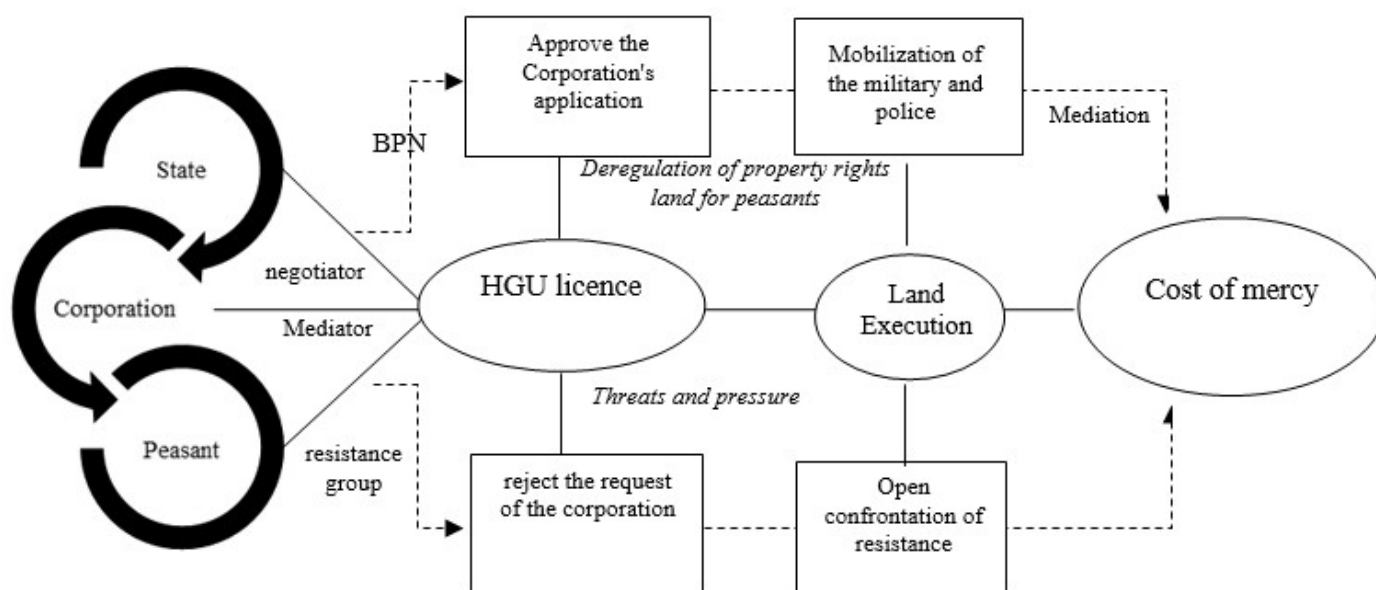 Approve the
Corporation's
application
Mobilization of
the military and
police
Mediation
BPN
State
Deregulation of property rights
land for peasants
negotiator
HGU licence
Corporation
Mediator
Land
Execution
Cost of mercy
Threats and pressure
Peasant
resistance
group
reject the request
of the corporation
Open
confrontation of
resistance